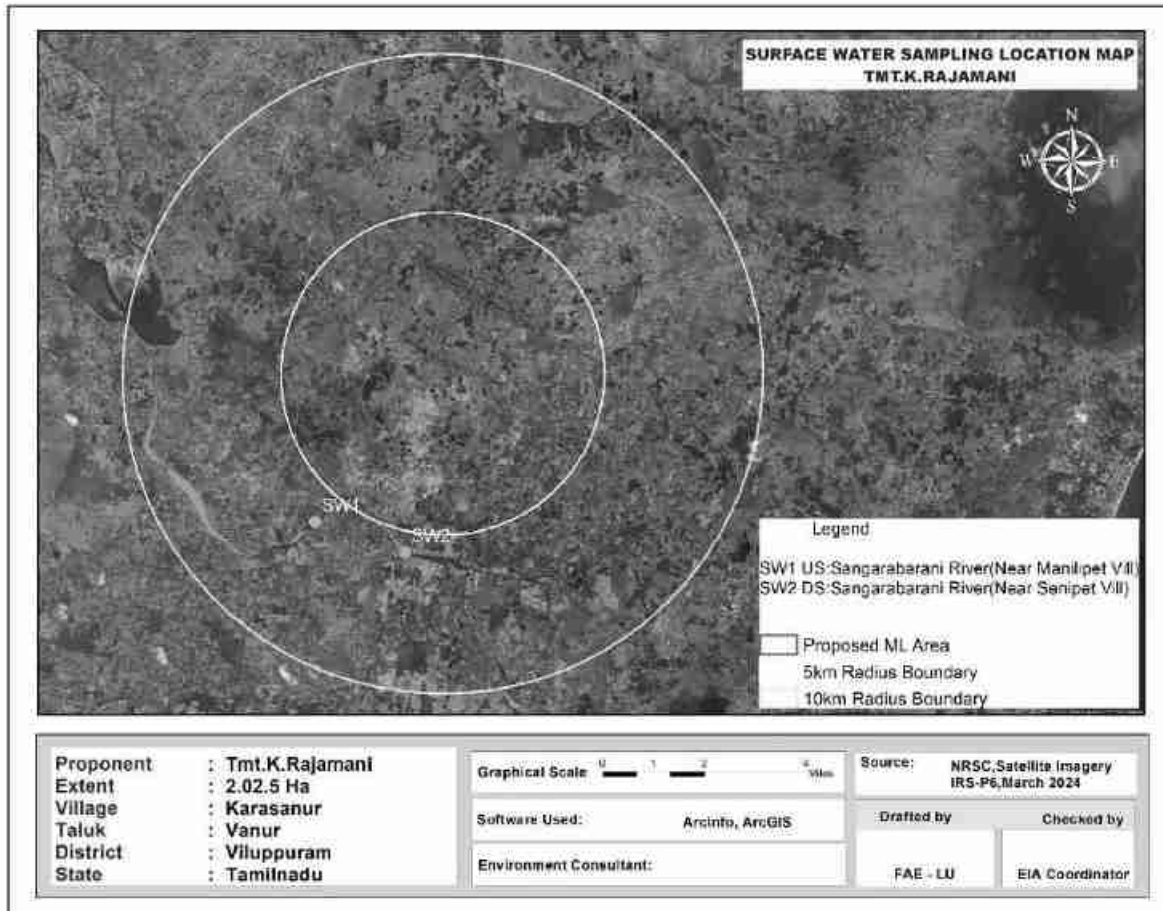 SURFACE WATER SAMPLING LOCATION MAP
TMT.K.RAJAMANI
N
W E
S
SW1
SW2
Legend
SW1 US:Sangarabarani River(Near Manilipet Vill)
SW2 DS:Sangarabarani River(Near Senipet Vill)
Proposed ML Area
5km Radius Boundary
10km Radius Boundary
Proponent : Tmt.K.Rajamani
Extent : 2.02.5 Ha
Village : Karasanur
Taluk : Vanur
District : Viluppuram
State : Tamilnadu
Graphical Scale 0 1 2 4 Miles
Software Used: Arcinfo, ArcGIS
Environment Consultant:
Source: NRSC,Satellite Imagery
IRS-P6,March 2024
Drafted by Checked by
FAE - LU EIA Coordinator